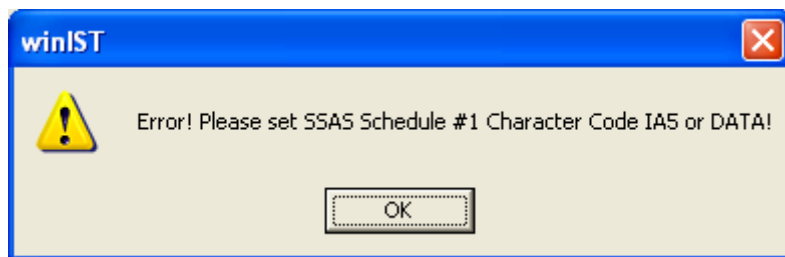 winIST
Error! Please set SSAS Schedule #1 Character Code IA5 or DATA!
OK